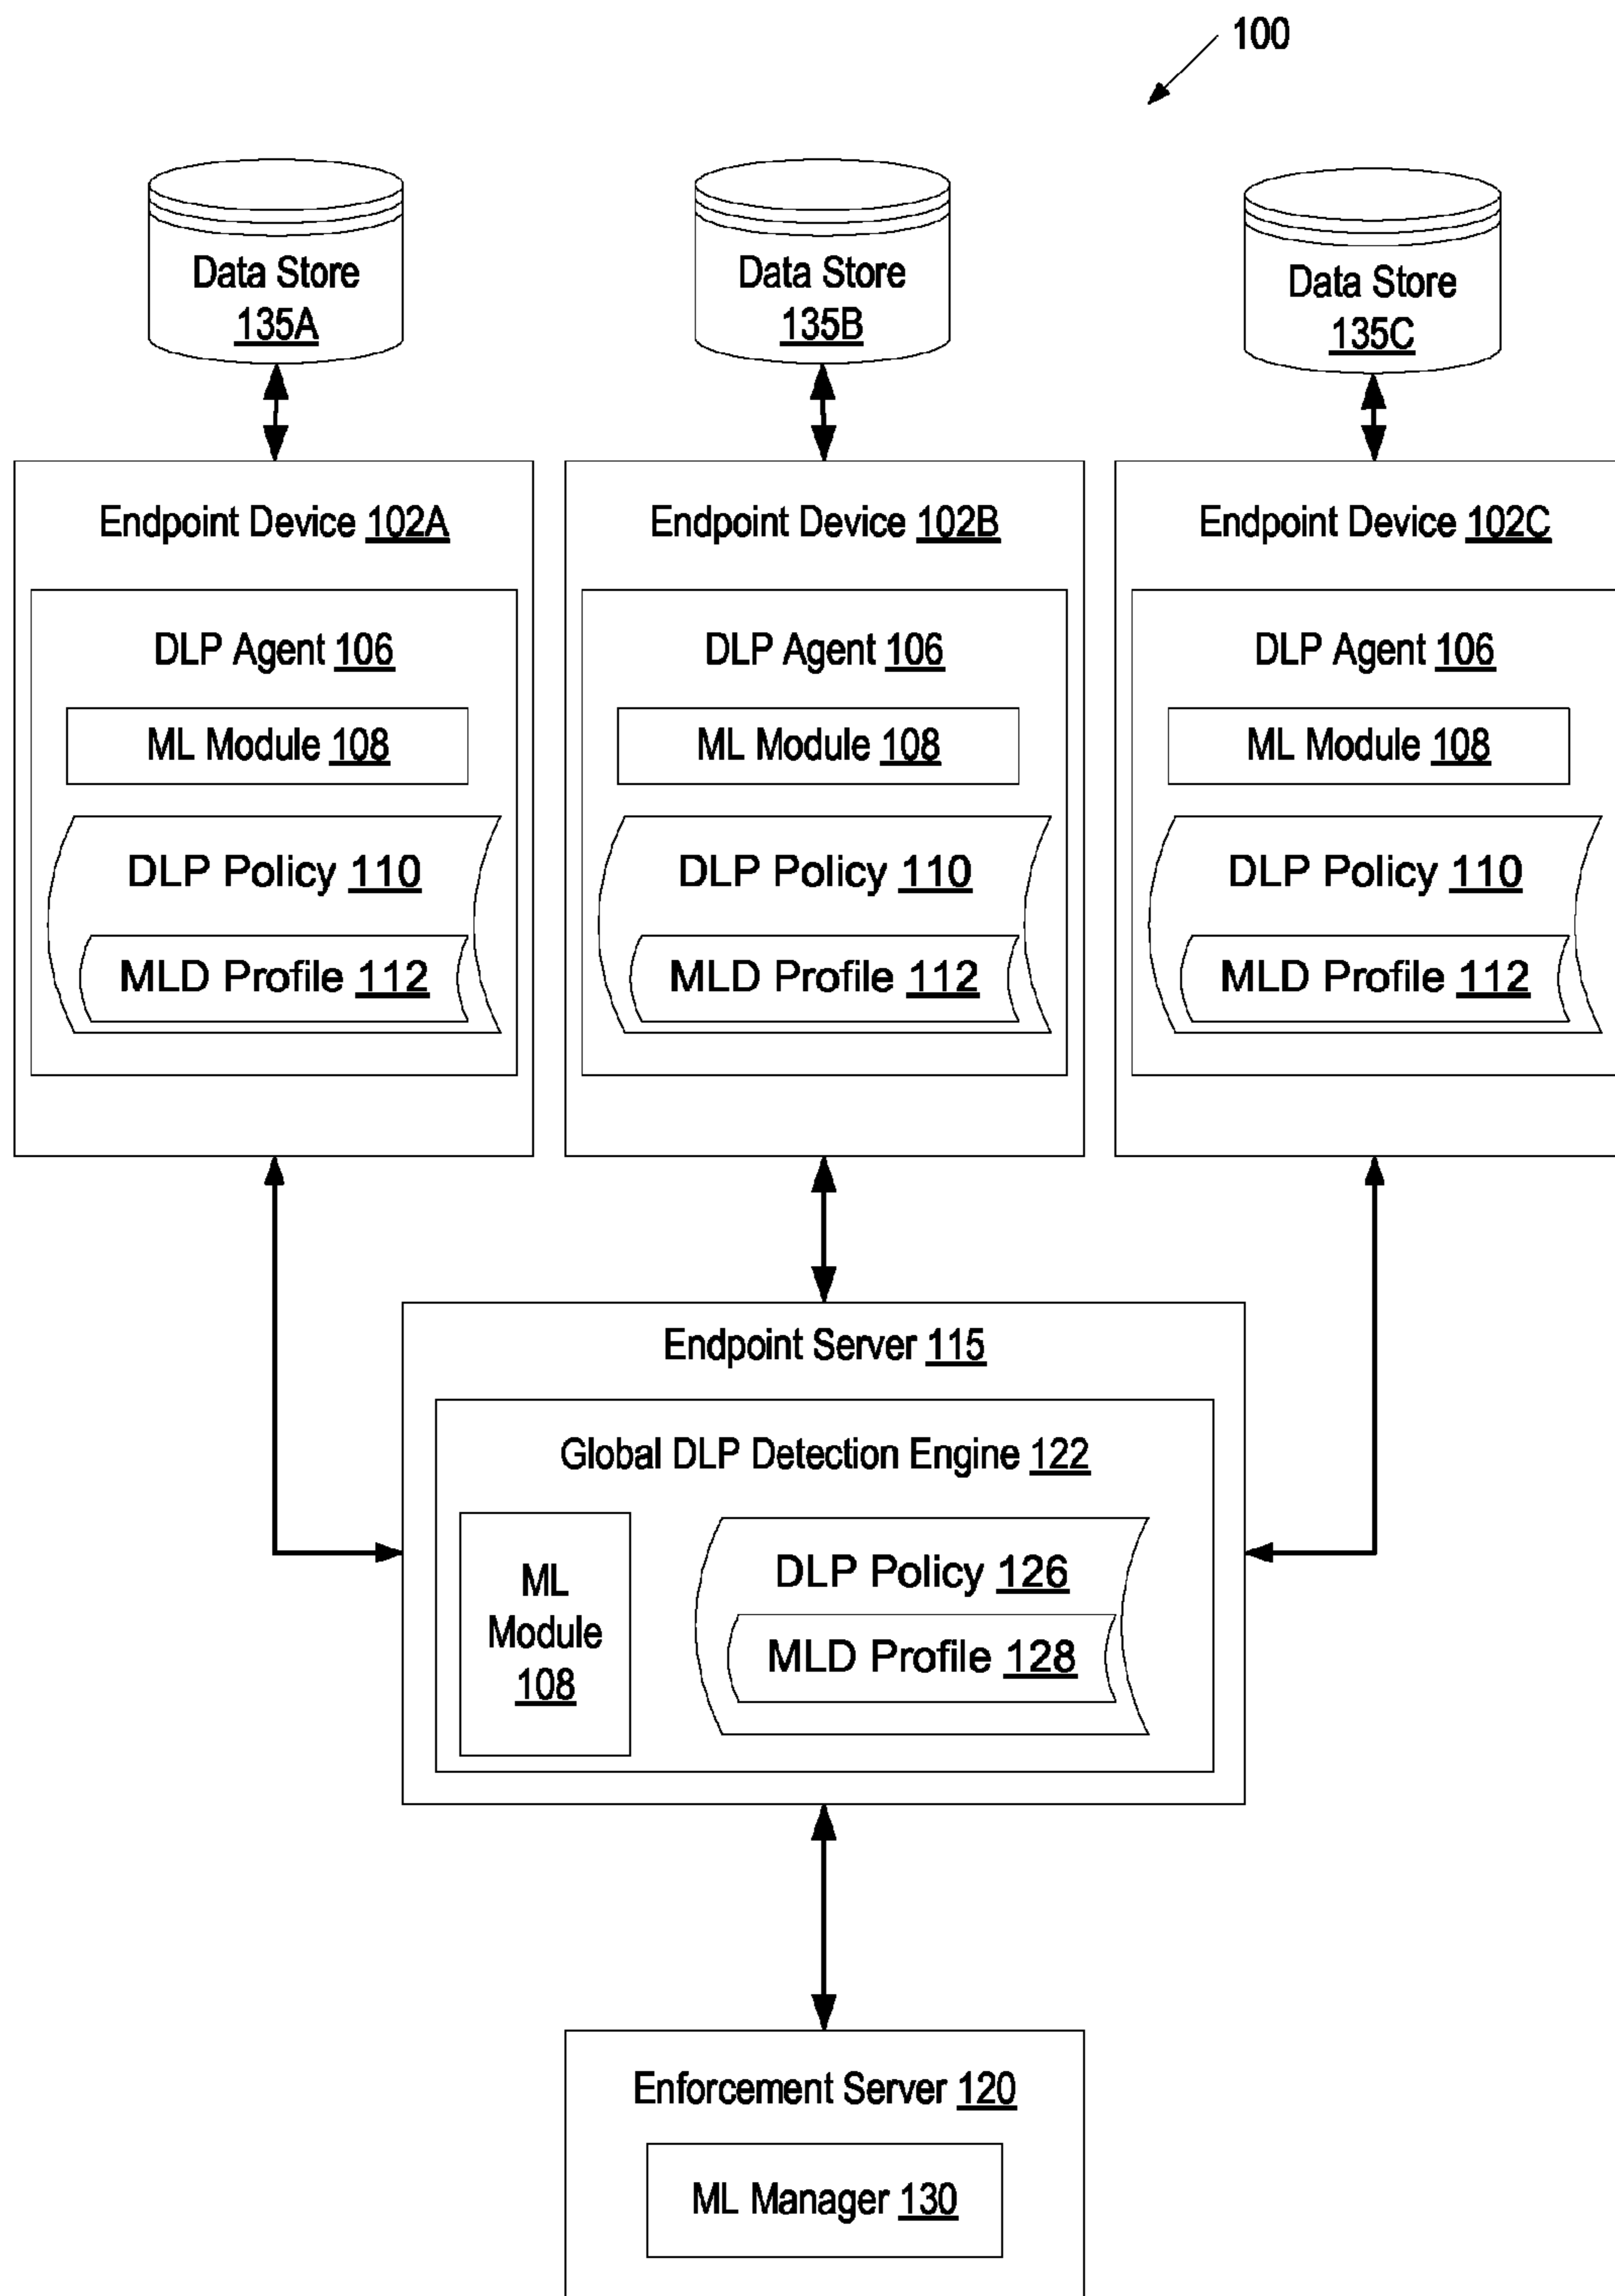 100
Data Store
135A
Data Store
135B
Data Store
135C
Endpoint Device 102A
DLP Agent 106
ML Module 108
DLP Policy 110
MLD Profile 112
Endpoint Device 102B
DLP Agent 106
ML Module 108
DLP Policy 110
MLD Profile 112
Endpoint Device 102C
DLP Agent 106
ML Module 108
DLP Policy 110
MLD Profile 112
Endpoint Server 115
Global DLP Detection Engine 122
ML
Module
108
DLP Policy 126
MLD Profile 128
Enforcement Server 120
ML Manager 130